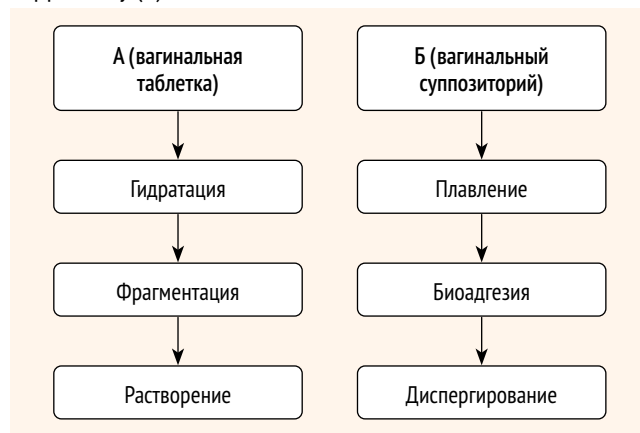 А (вагинальная
таблетка)
Гидратация
Фрагментация
Растворение
Б (вагинальный
суппозиторий)
Плавление
Биоадгезия
Диспергирование